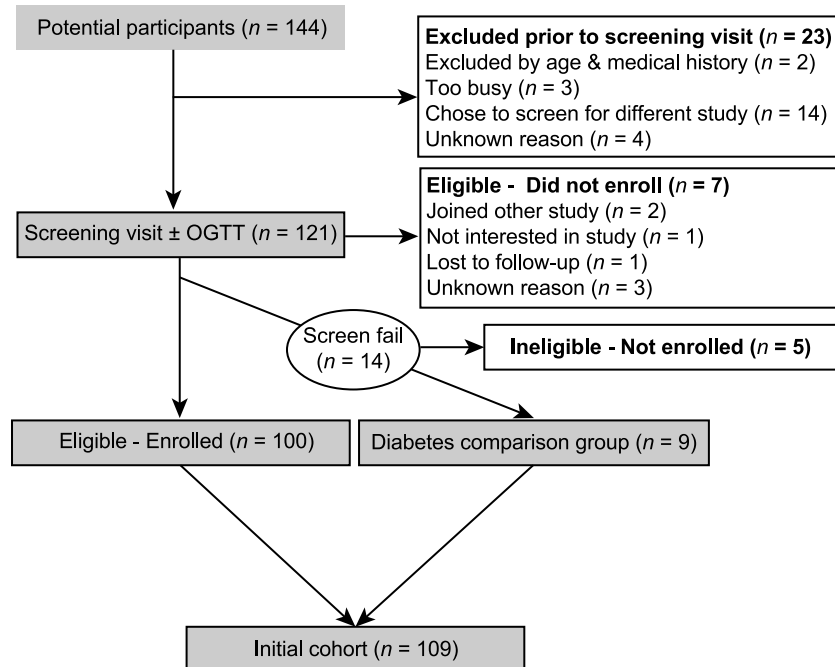 Potential participants (n = 144)
Excluded prior to screening visit (n = 23)
Excluded by age & medical history (n = 2)
Too busy (n = 3)
Chose to screen for different study (n = 14)
Unknown reason (n = 4)
Eligible - Did not enroll (n = 7)
Joined other study (n = 2)
Not interested in study (n = 1)
Lost to follow-up (n = 1)
Unknown reason (n = 3)
Screening visit ± OGTT (n = 121)
Screen fail
(n = 14)
Ineligible - Not enrolled (n = 5)
Eligible - Enrolled (n = 100)
Diabetes comparison group (n = 9)
Initial cohort (n = 109)